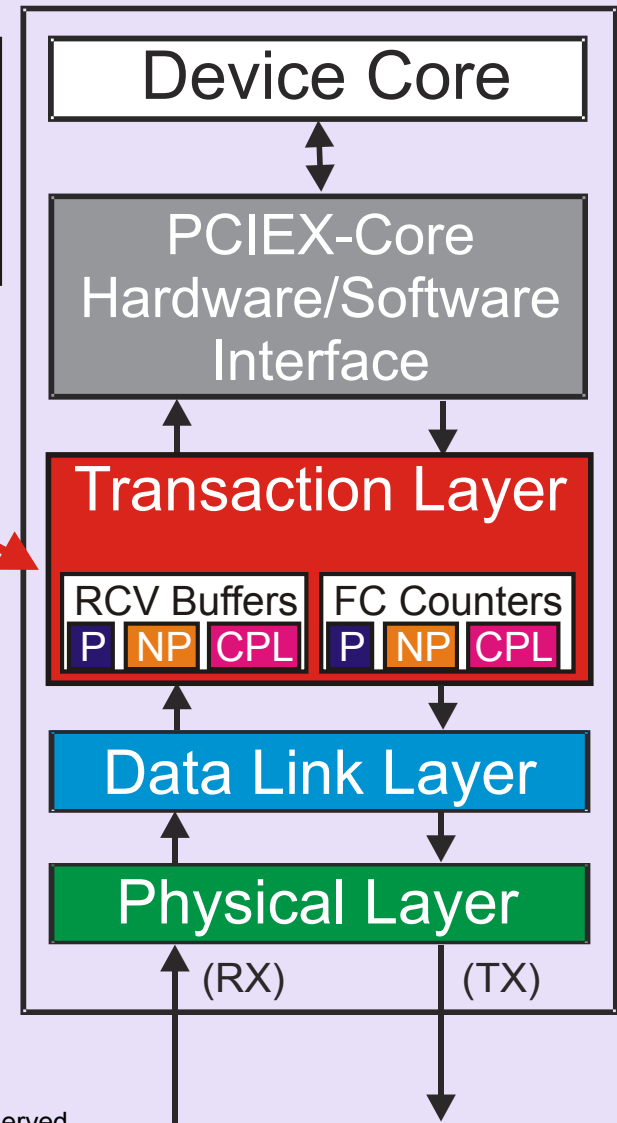 Device Core
PCIEX-Core
Hardware/Software
Interface
Transaction Layer
RCV Buffers
P NP CPL
FC Counters
P NP CPL
Data Link Layer
Physical Layer
(RX)
(TX)